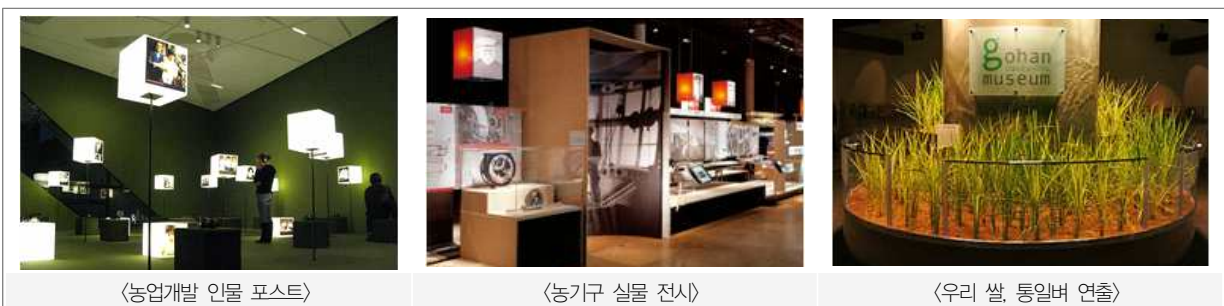 gohan
museum
〈농업개발 인물 포스트〉
〈농기구 실물 전시〉
〈우리 쌀, 통일벼 연출〉